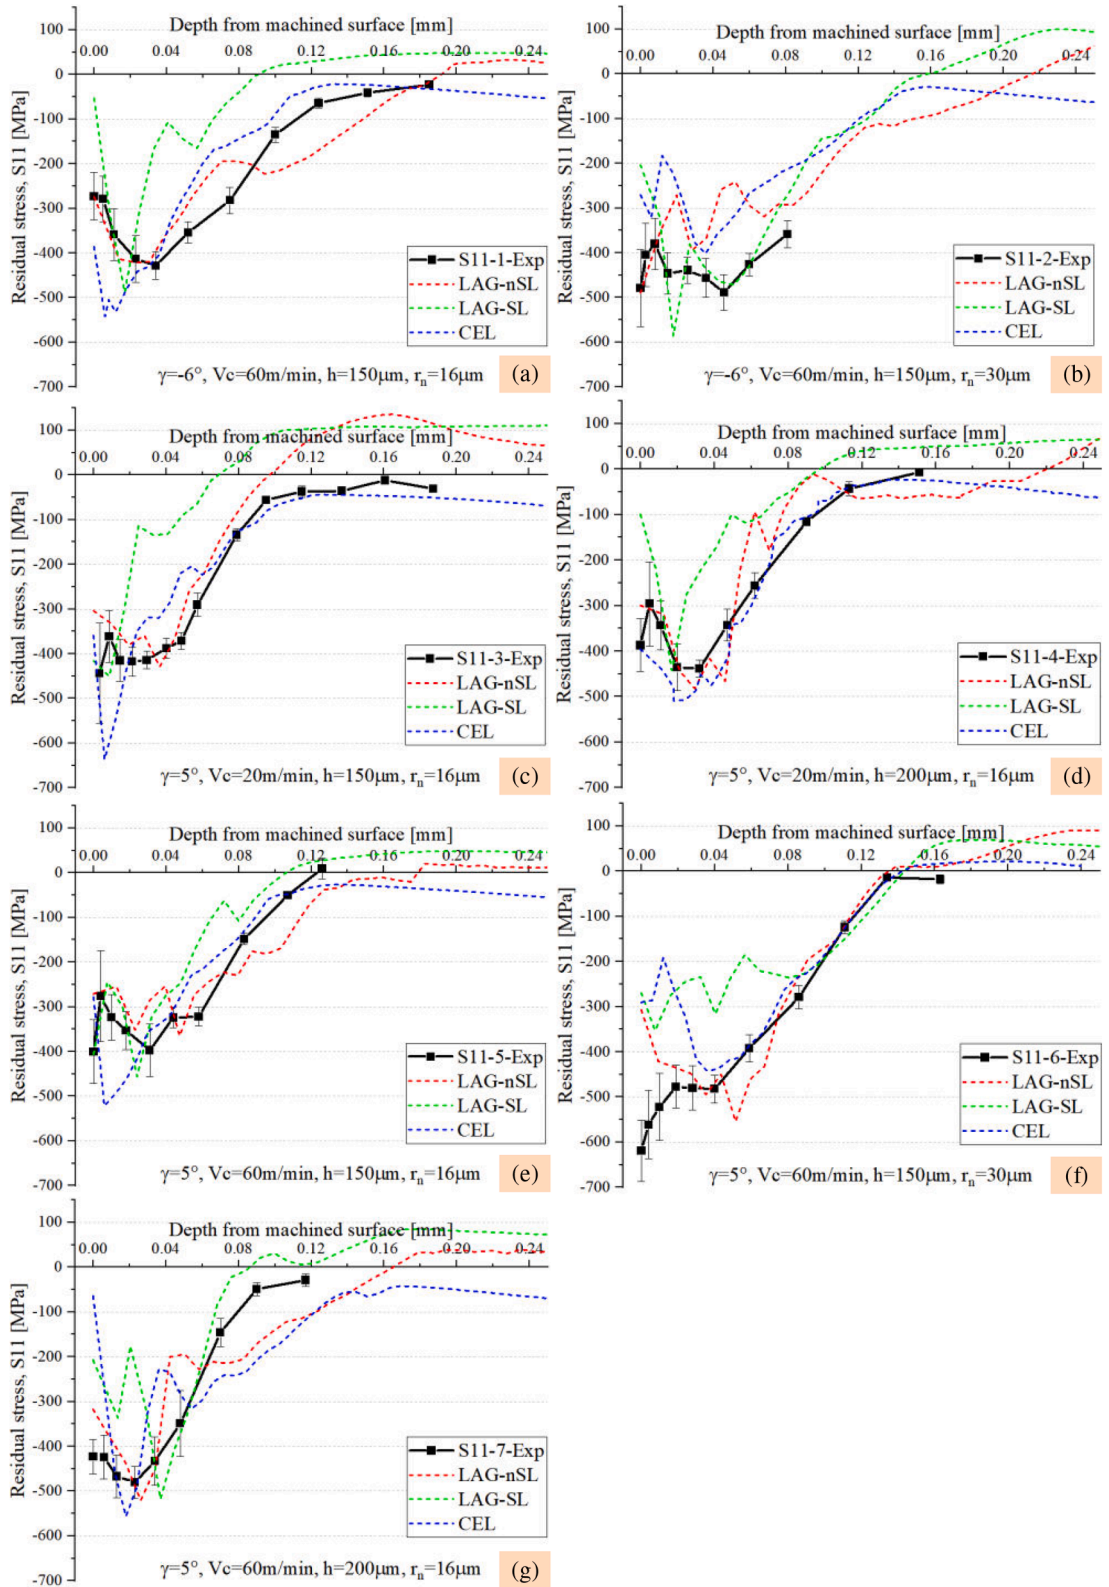 Depth from machined surface [mm]
100
0.00 0.04 0.08 0.12 0.16 0.20 0.24
0
-100
-200
-300
-400
-500
-600
-700
Residual stress, S11 [MPa]
S11-1-Exp
LAG-nSL
LAG-SL
CEL
γ=-6°, Vc=60m/min, h=150μm, rn=16μm
(a)
Depth from machined surface [mm]
100
0.00 0.04 0.08 0.12 0.16 0.20 0.24
0
-100
-200
-300
-400
-500
-600
-700
Residual stress, S11 [MPa]
S11-2-Exp
LAG-nSL
LAG-SL
CEL
γ=-6°, Vc=60m/min, h=150μm, rn=30μm
(b)
Depth from machined surface [mm]
100
0.00 0.04 0.08 0.12 0.16 0.20 0.24
0
-100
-200
-300
-400
-500
-600
-700
Residual stress, S11 [MPa]
S11-3-Exp
LAG-nSL
LAG-SL
CEL
γ=5°, Vc=20m/min, h=150μm, rn=16μm
(c)
Depth from machined surface [mm]
100
0.00 0.04 0.08 0.12 0.16 0.20 0.24
0
-100
-200
-300
-400
-500
-600
-700
Residual stress, S11 [MPa]
S11-4-Exp
LAG-nSL
LAG-SL
CEL
γ=5°, Vc=20m/min, h=200μm, rn=16μm
(d)
Depth from machined surface [mm]
100
0.00 0.04 0.08 0.12 0.16 0.20 0.24
0
-100
-200
-300
-400
-500
-600
-700
Residual stress, S11 [MPa]
S11-5-Exp
LAG-nSL
LAG-SL
CEL
γ=5°, Vc=60m/min, h=150μm, rn=16μm
(e)
Depth from machined surface [mm]
100
0.00 0.04 0.08 0.12 0.16 0.20 0.24
0
-100
-200
-300
-400
-500
-600
-700
Residual stress, S11 [MPa]
S11-6-Exp
LAG-nSL
LAG-SL
CEL
γ=5°, Vc=60m/min, h=150μm, rn=30μm
(f)
Depth from machined surface [mm]
100
0.00 0.04 0.08 0.12 0.16 0.20 0.24
0
-100
-200
-300
-400
-500
-600
-700
Residual stress, S11 [MPa]
S11-7-Exp
LAG-nSL
LAG-SL
CEL
γ=5°, Vc=60m/min, h=200μm, rn=16μm
(g)